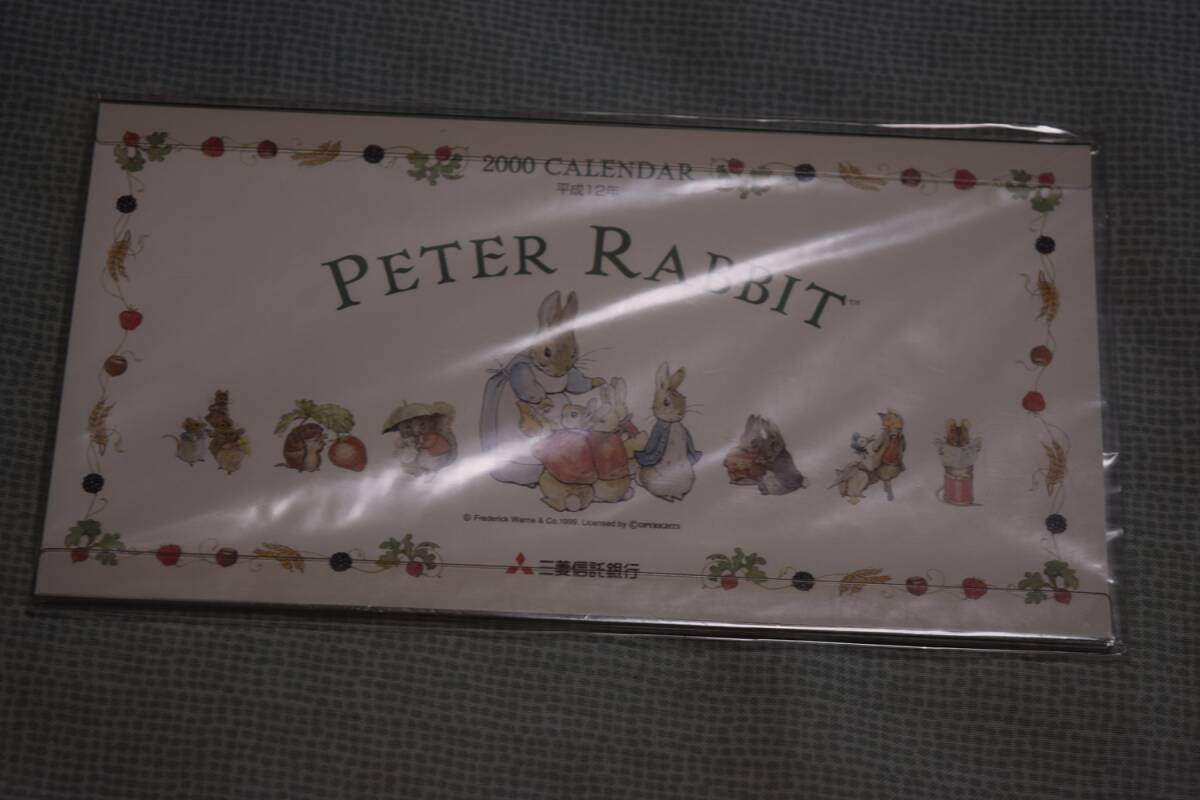 2000 CALENDAR
平成12年
PETER RABBIT™
© Frederick Warne & Co.1999. Licensed by ©OPYRIGHTS
三菱信託銀行